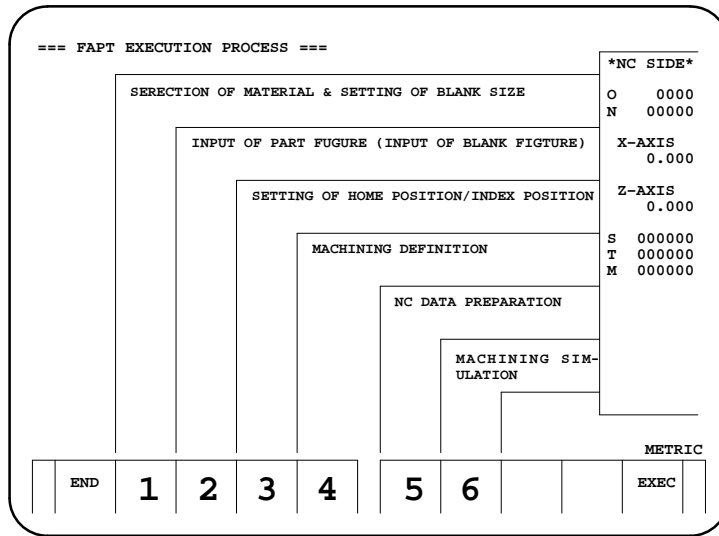 === FAPT EXECUTION PROCESS ===
*NC SIDE*
SERECTION OF MATERIAL & SETTING OF BLANK SIZE
O 0000
N 00000
INPUT OF PART FUGURE (INPUT OF BLANK FIGTURE)
X-AXIS
0.000
SETTING OF HOME POSITION/INDEX POSITION
Z-AXIS
0.000
MACHINING DEFINITION
S 000000
T 000000
M 000000
NC DATA PREPARATION
MACHINING SIM-
ULATION
METRIC
END 1 2 3 4 5 6 EXEC